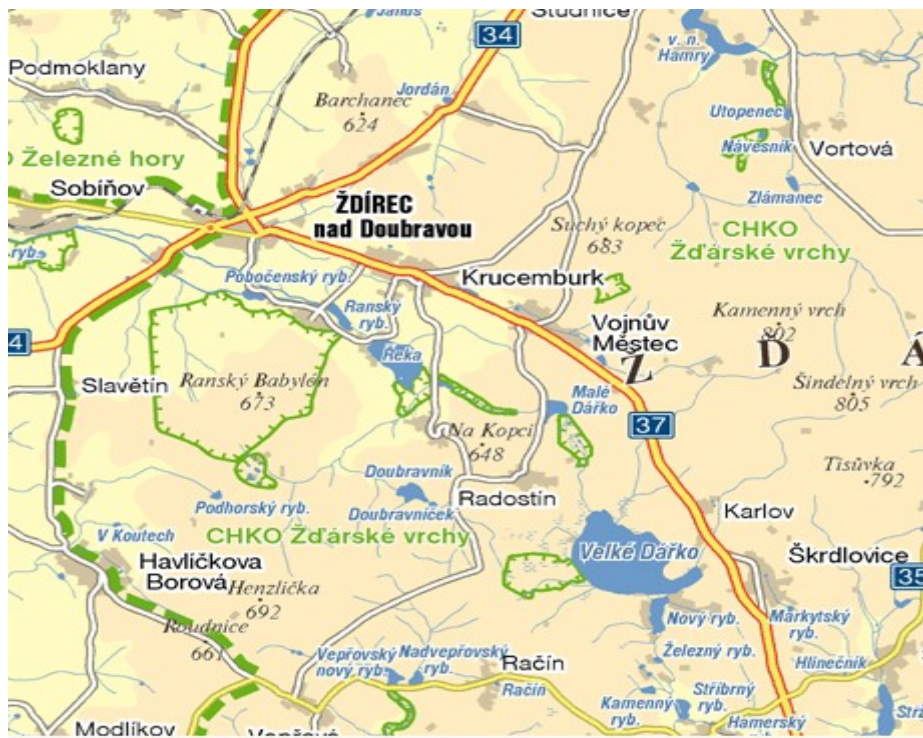 Janus
Studnice
34
v. n.
Hamry
Podmoklany
Jordán
Barchanec
624
Utopenec
Návesník
Vortová
Železné hory
Sobíňov
Zlámanec
ŽDÍREC
nad Doubravou
Suchý kopec
683
CHKO
Žďárské vrchy
ryb.
Pobočenský ryb.
Krucemburk
Ranský
ryb.
Kamenný vrch
802
Vojnův
Městec
Z
D
Á
4
Řeka
Slavětín
Ranský Babylón
673
Malé
Dářko
Šindelný vrch
805
37
Na Kopci
648
Tisůvka
792
Doubravník
Radostín
Podhorský ryb.
Doubravníček
Karlov
V Koutech
CHKO Žďárské vrchy
Velké Dářko
Škrdlovice
Havlíčkova
Borová
Henzlička
692
35
Nový ryb.
Márkytský
ryb.
Roudnice
661
Železný ryb.
Vepřovský
nový ryb.
Nadvepřovský
ryb.
Račín
Račín
Hlinečník
Kamenný
ryb.
Stříbrný
ryb.
Modlíkov
Vepřová
Hamerský
ryb.